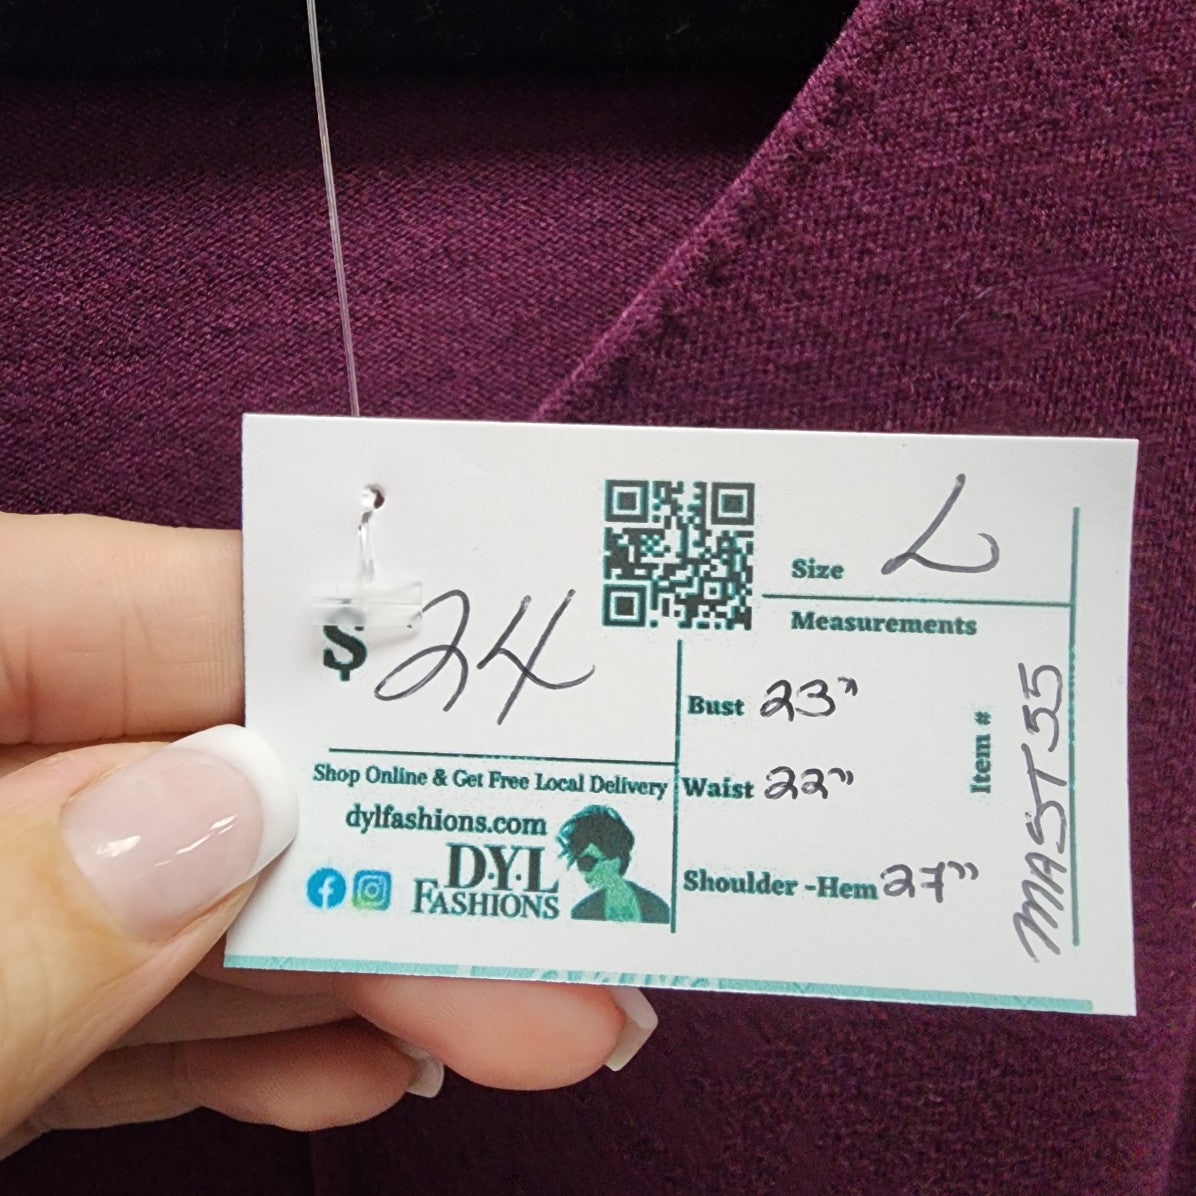 $ 24
Shop Online & Get Free Local Delivery
dylfashions.com
D·Y·L
FASHIONS
Size L
Measurements
Bust 23"
Waist 22"
Shoulder -Hem 27"
Item # MAST55